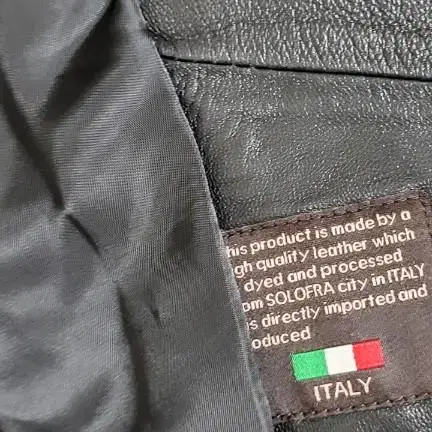 his product is made by a
gh quality leather which
dyed and processed
om SOLOFRA city in ITALY
s directly imported and
oduced
ITALY